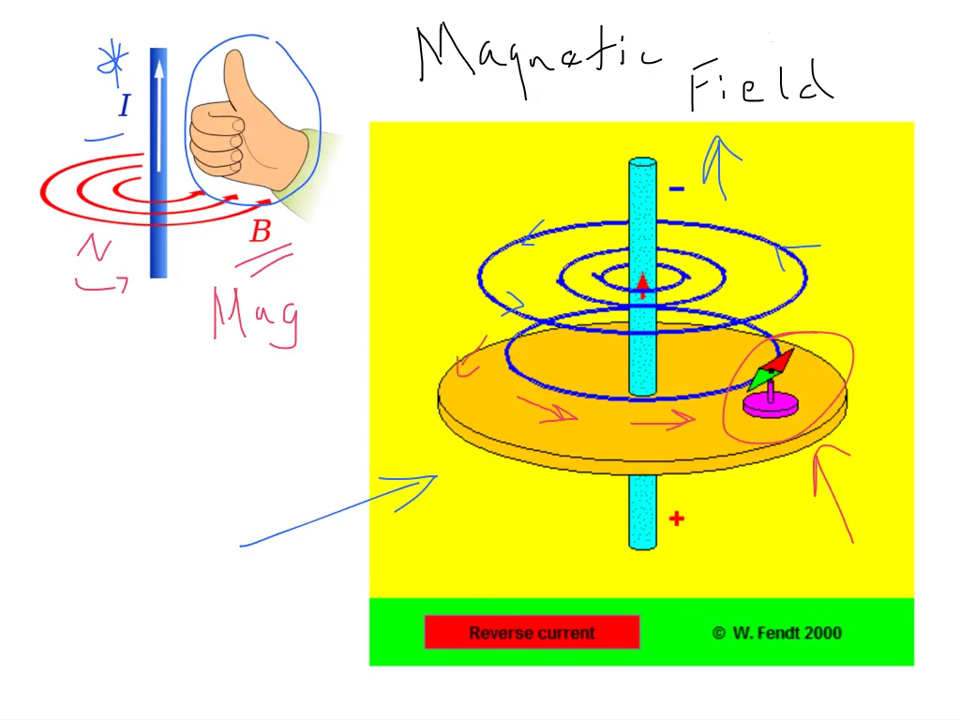 Magnetic
Field
I
B
N
Mag
−
+
Reverse current
© W. Fendt 2000